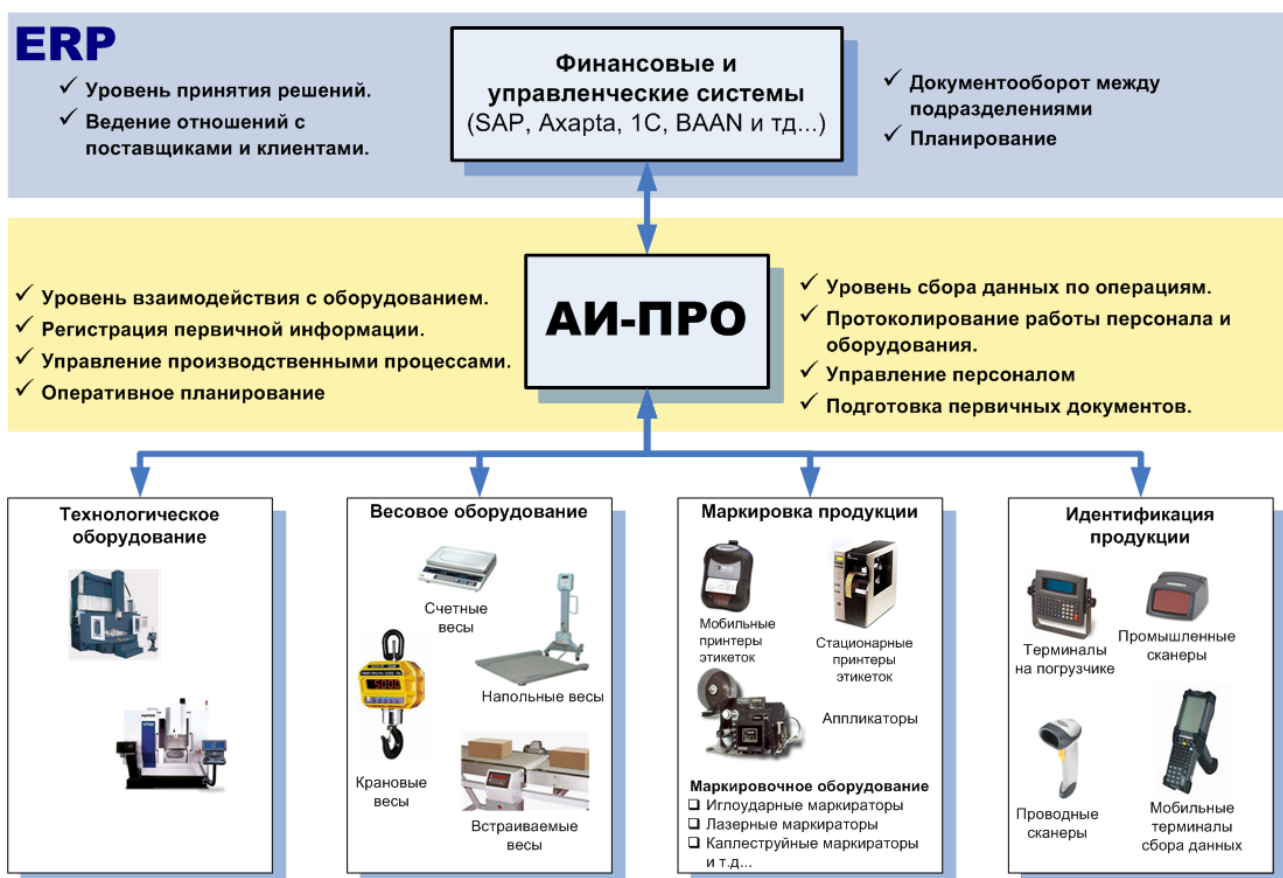 ERP
✓ Уровень принятия решений.
✓ Ведение отношений с
поставщиками и клиентами.
Финансовые и
управленческие системы
(SAP, Axapta, 1С, BAAN и тд...)
✓ Документооборот между
подразделениями
✓ Планирование
✓ Уровень взаимодействия с оборудованием.
✓ Регистрация первичной информации.
✓ Управление производственными процессами.
✓ Оперативное планирование
АИ-ПРО
✓ Уровень сбора данных по операциям.
✓ Протоколирование работы персонала и
оборудования.
✓ Управление персоналом
✓ Подготовка первичных документов.
Технологическое
оборудование
Весовое оборудование
Счетные
весы
Напольные весы
5000
Крановые
весы
Встраиваемые
весы
Маркировка продукции
Мобильные
принтеры
этикеток
Стационарные
принтеры
этикеток
Аппликаторы
Маркировочное оборудование
❑ Иглоударные маркираторы
❑ Лазерные маркираторы
❑ Каплеструйные маркираторы
и т.д...
Идентификация
продукции
Терминалы
на погрузчике
Промышленные
сканеры
Проводные
сканеры
Мобильные
терминалы
сбора данных